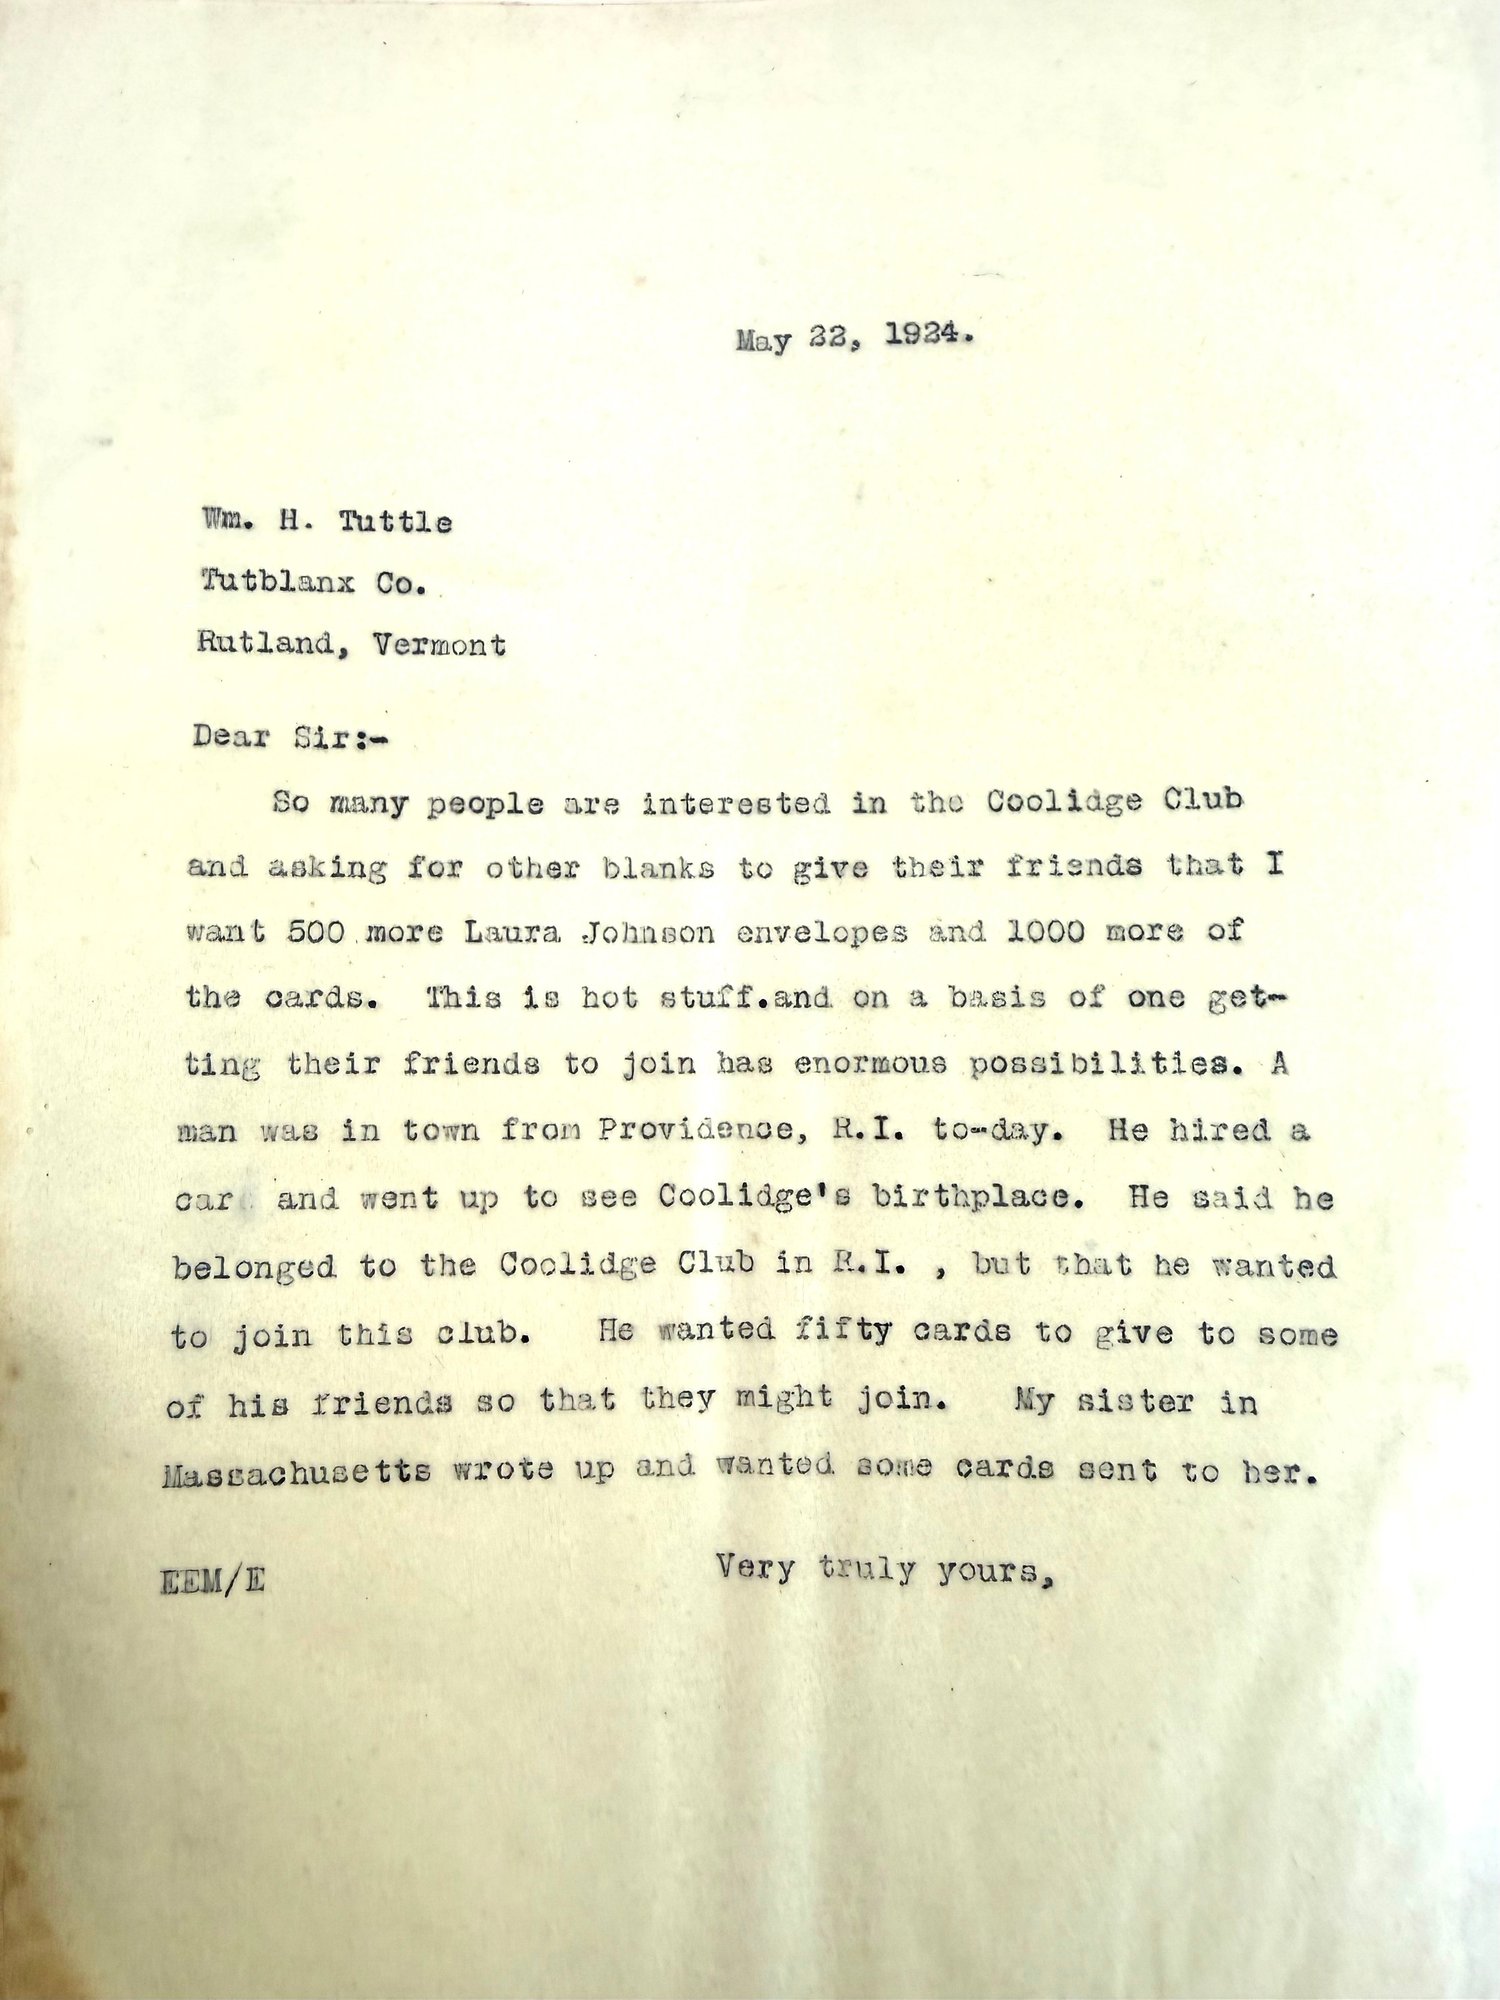 May 22, 1924.
Wm. H. Tuttle
Tutblanx Co.
Rutland, Vermont
Dear Sir:-
So many people are interested in the Coolidge Club
and asking for other blanks to give their friends that I
want 500 more Laura Johnson envelopes and 1000 more of
the cards. This is hot stuff.and on a basis of one get-
ting their friends to join has enormous possibilities. A
man was in town from Providence, R.I. to-day. He hired a
car and went up to see Coolidge's birthplace. He said he
belonged to the Coolidge Club in R.I. , but that he wanted
to join this club. He wanted fifty cards to give to some
of his friends so that they might join. My sister in
Massachusetts wrote up and wanted some cards sent to her.
EEM/E Very truly yours,